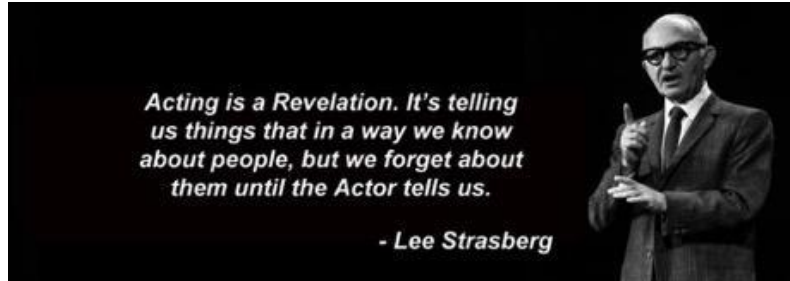 Acting is a Revelation. It's telling
us things that in a way we know
about people, but we forget about
them until the Actor tells us.
- Lee Strasberg